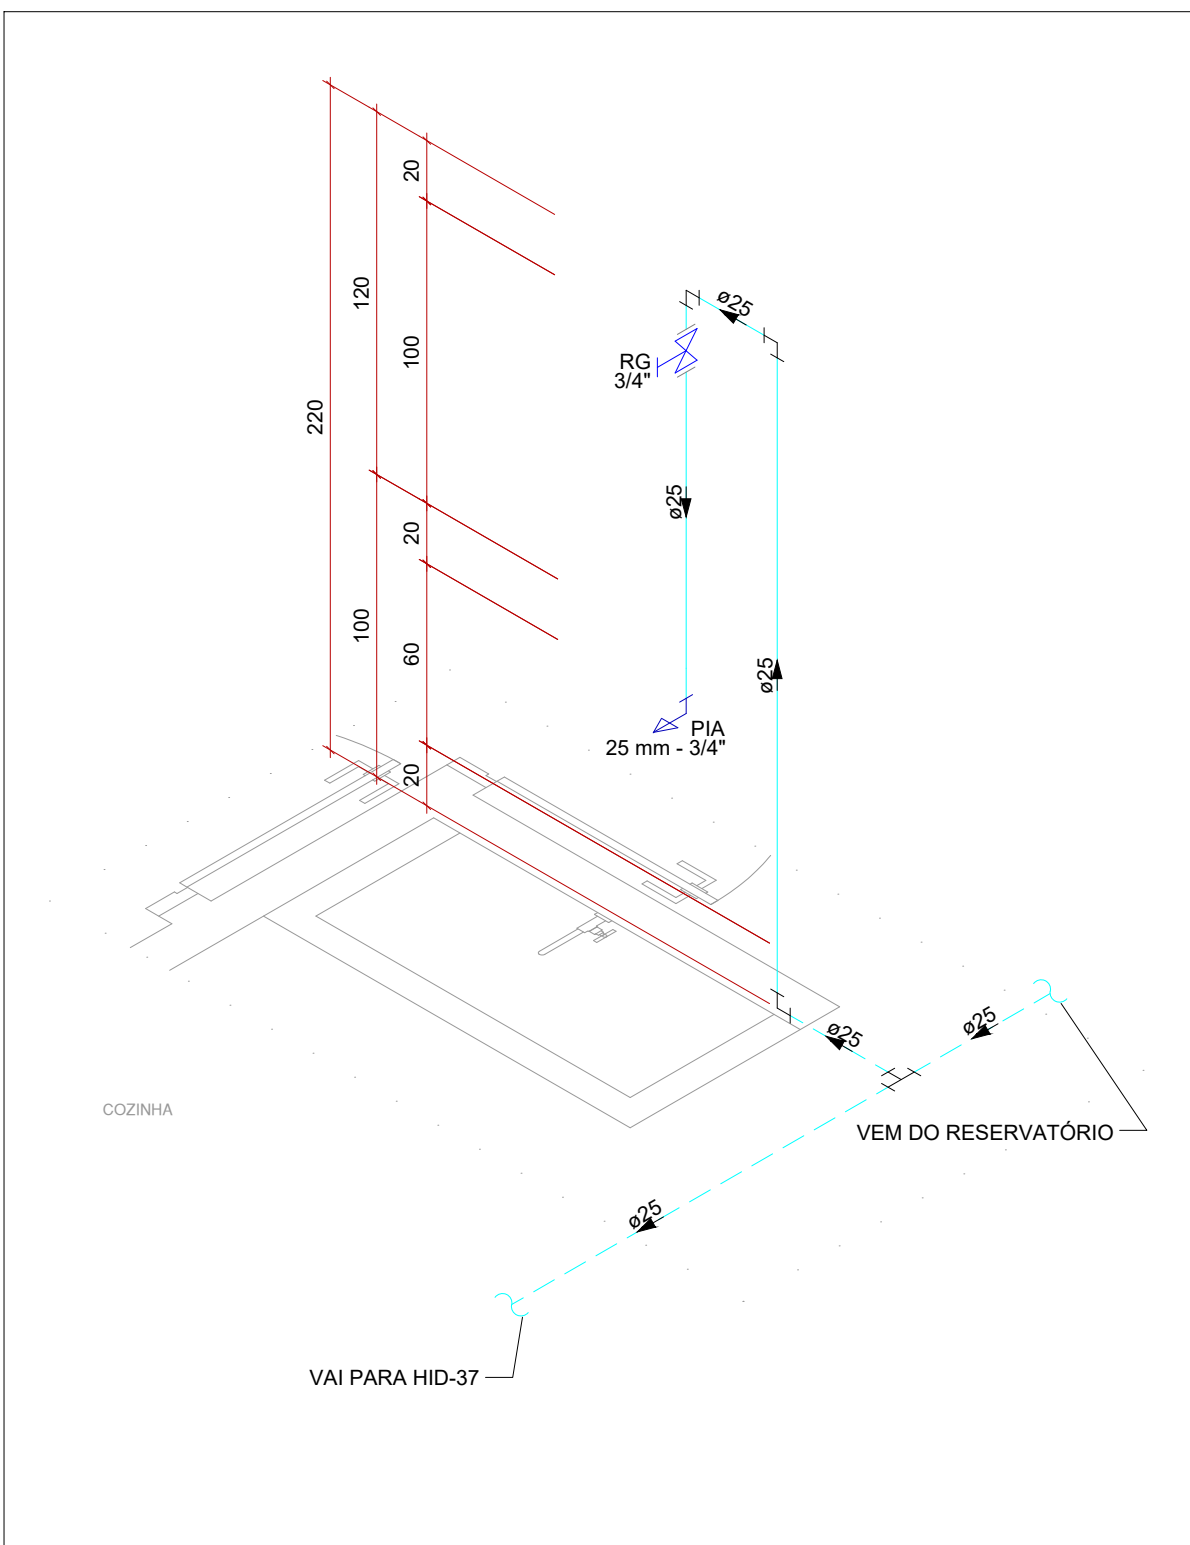 20
120
100
220
20
100
60
20
ø25
RG
3/4"
ø25
ø25
PIA
25 mm - 3/4"
ø25
ø25
COZINHA
VEM DO RESERVATÓRIO
ø25
VAI PARA HID-37